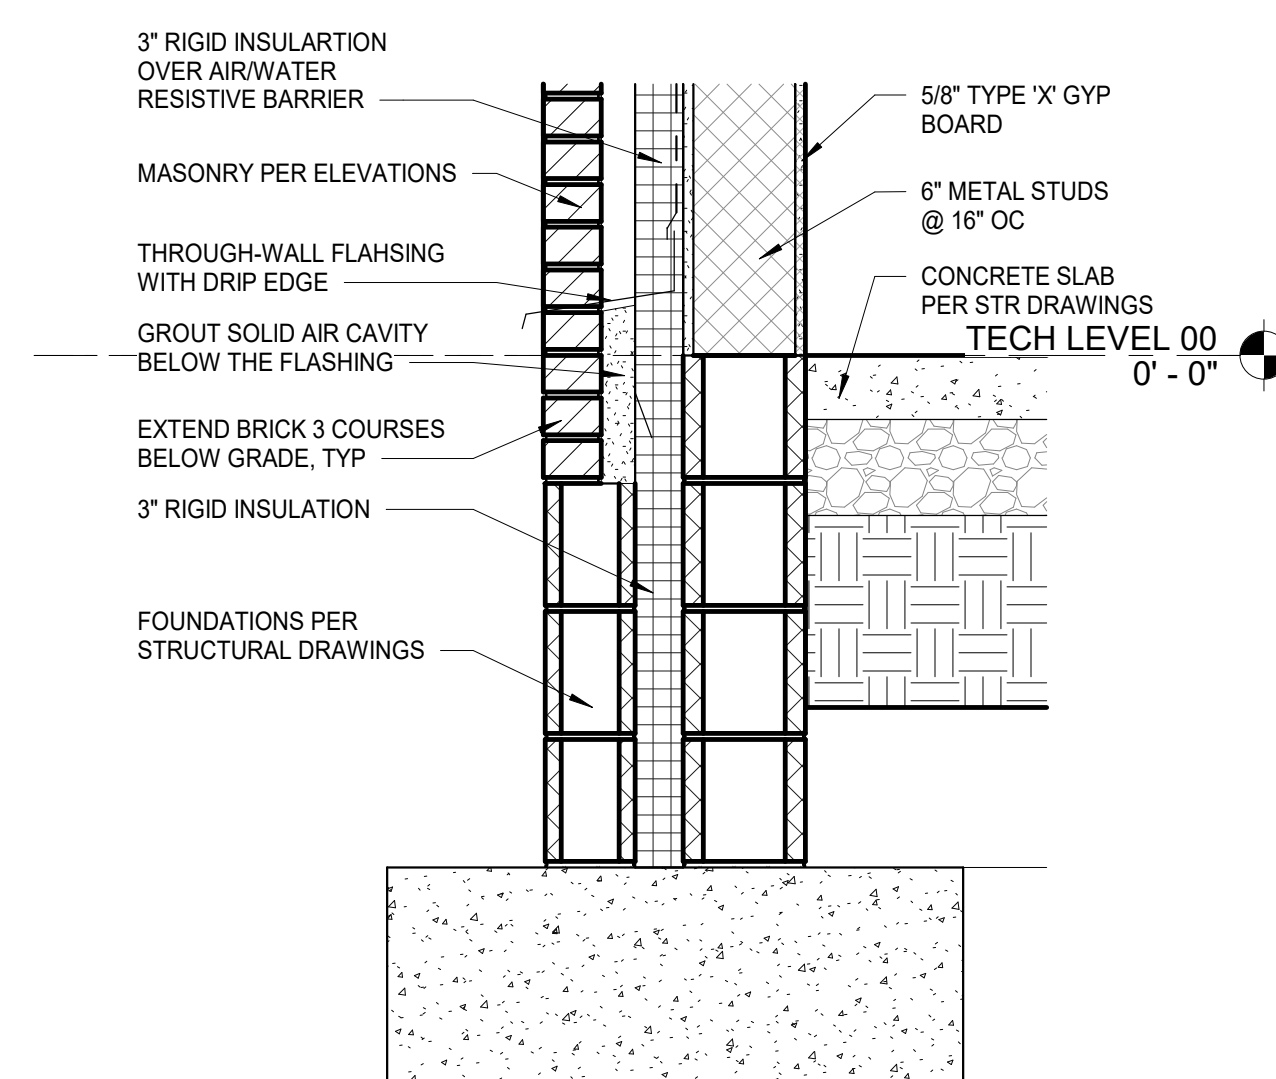 3" RIGID INSULARTION
OVER AIR/WATER
RESISTIVE BARRIER
MASONRY PER ELEVATIONS
THROUGH-WALL FLAHSING
WITH DRIP EDGE
GROUT SOLID AIR CAVITY
BELOW THE FLASHING
EXTEND BRICK 3 COURSES
BELOW GRADE, TYP
3" RIGID INSULATION
FOUNDATIONS PER
STRUCTURAL DRAWINGS
5/8" TYPE 'X' GYP
BOARD
6" METAL STUDS
@ 16" OC
CONCRETE SLAB
PER STR DRAWINGS
TECH LEVEL 00
0' - 0"